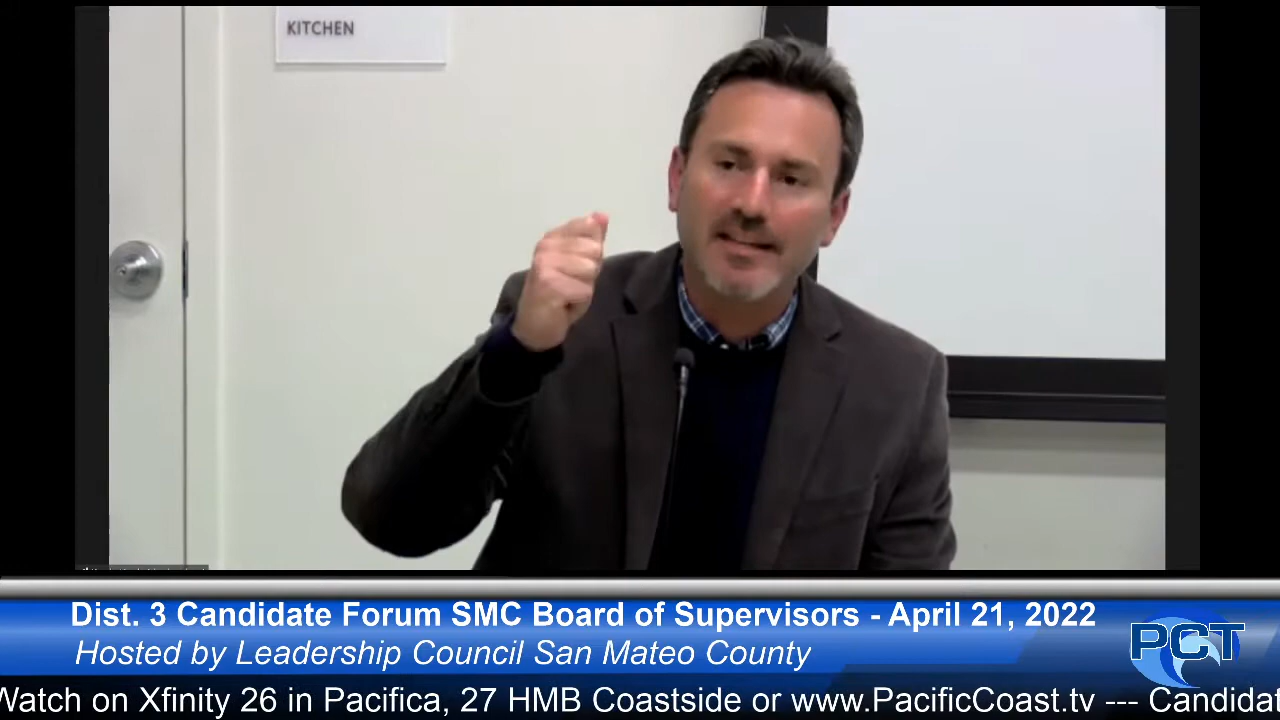 KITCHEN
Dist. 3 Candidate Forum SMC Board of Supervisors - April 21, 2022
Hosted by Leadership Council San Mateo County
PCT
Watch on Xfinity 26 in Pacifica, 27 HMB Coastside or www.PacificCoast.tv --- Candidat